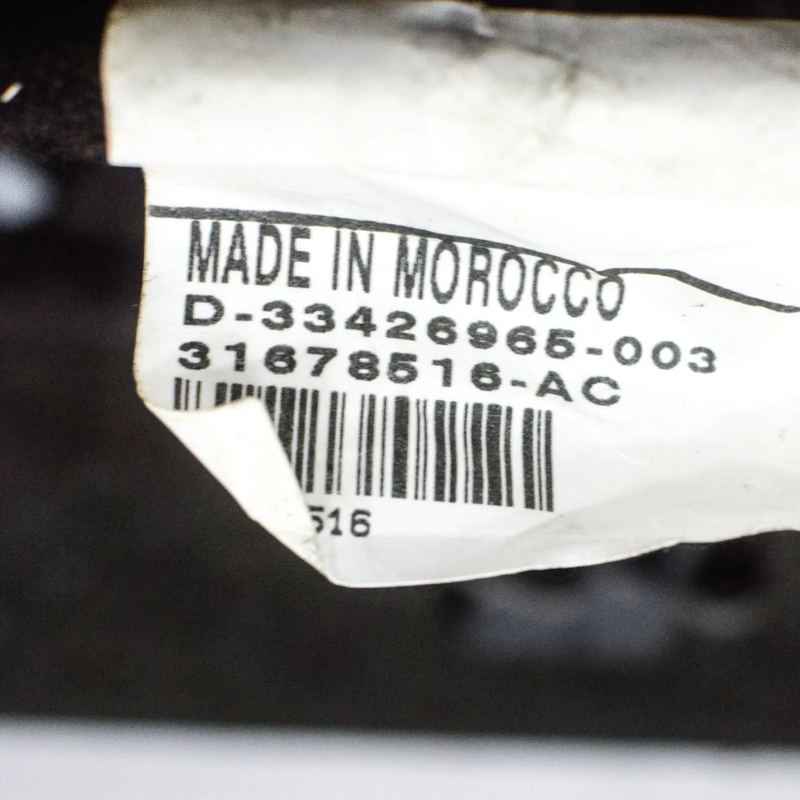 MADE IN MOROCCO
D-33426965-003
31678516-AC
516